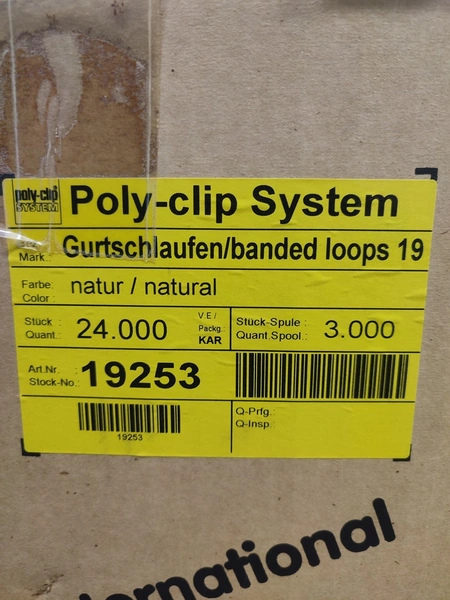 poly-clip
SYSTEM
Poly-clip System
Mark.: Gurtschlaufen/banded loops 19
Farbe:
Color : natur / natural
Stück :
Quant.: 24.000
V.E /
Packg.:
KAR
Stück-Spule :
Quant.Spool.: 3.000
Art.Nr. :
Stock-No.: 19253
19253
Q-Prfg.
Q-Insp.:
ernational